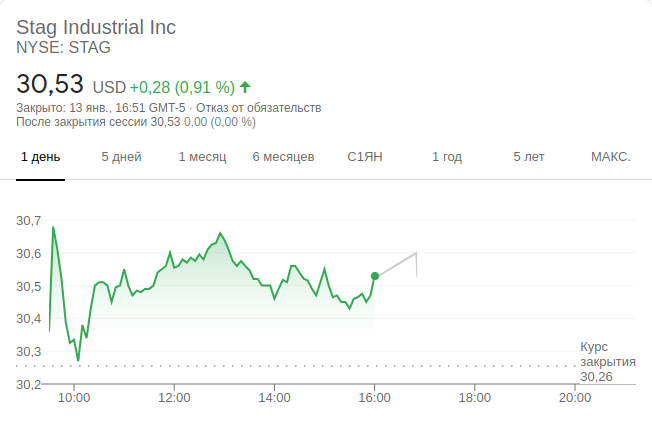 Stag Industrial Inc
NYSE: STAG
30,53 USD +0,28 (0,91 %)
Закрыто: 13 янв., 16:51 GMT-5 · Отказ от обязательств
После закрытия сессии 30,53 0,00 (0,00 %)
1 день 5 дней 1 месяц 6 месяцев С1ЯН 1 год 5 лет МАКС.
30,7
30,6
30,5
30,4
30,3
30,2
Курс
закрытия
30,26
10:00 12:00 14:00 16:00 18:00 20:00